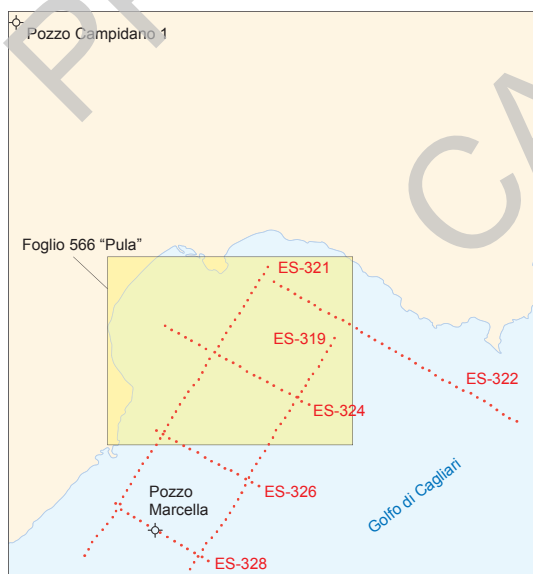 Pozzo Campidano 1
Foglio 566 “Pula”
ES-321
ES-319
ES-322
ES-324
ES-326
Pozzo
Marcella
ES-328
Golfo di Cagliari